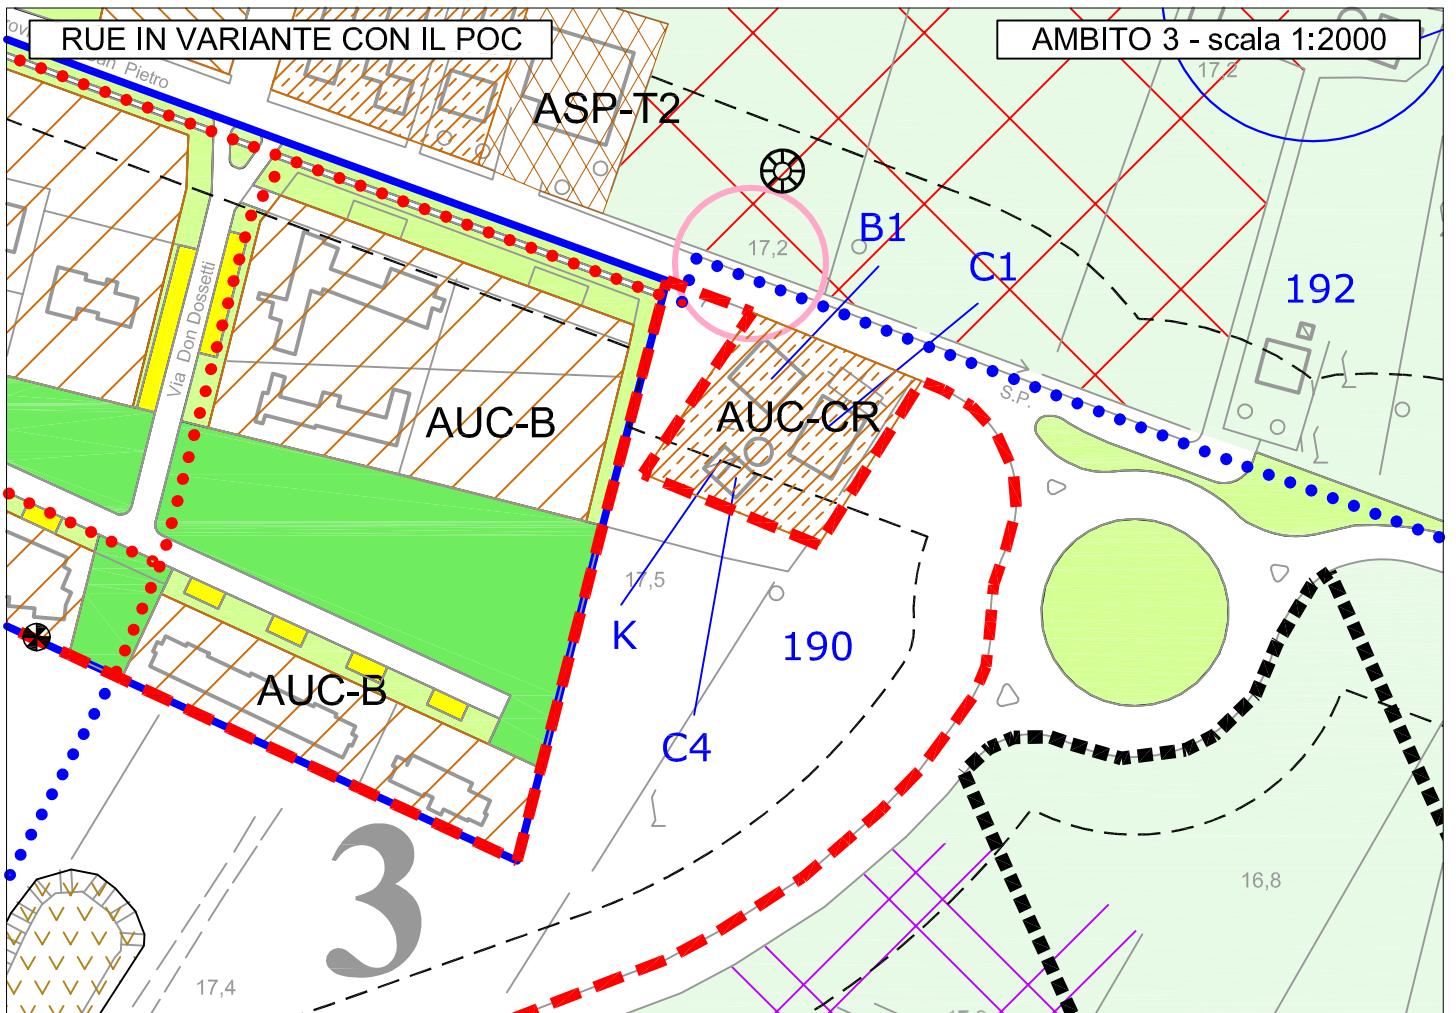 RUE IN VARIANTE CON IL POC
AMBITO 3 - scala 1:2000
San Pietro
17,2
ASP-T2
17,2
B1
C1
192
Via Don Dossetti
S.P.
AUC-B
AUC-CR
17,5
K
190
AUC-B
C4
3
16,8
17,4